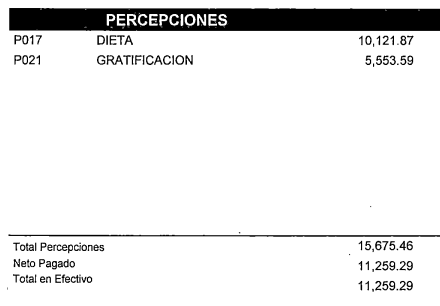 PERCEPCIONES
P017 DIETA 10,121.87
P021 GRATIFICACION 5,553.59
Total Percepciones 15,675.46
Neto Pagado 11,259.29
Total en Efectivo 11,259.29